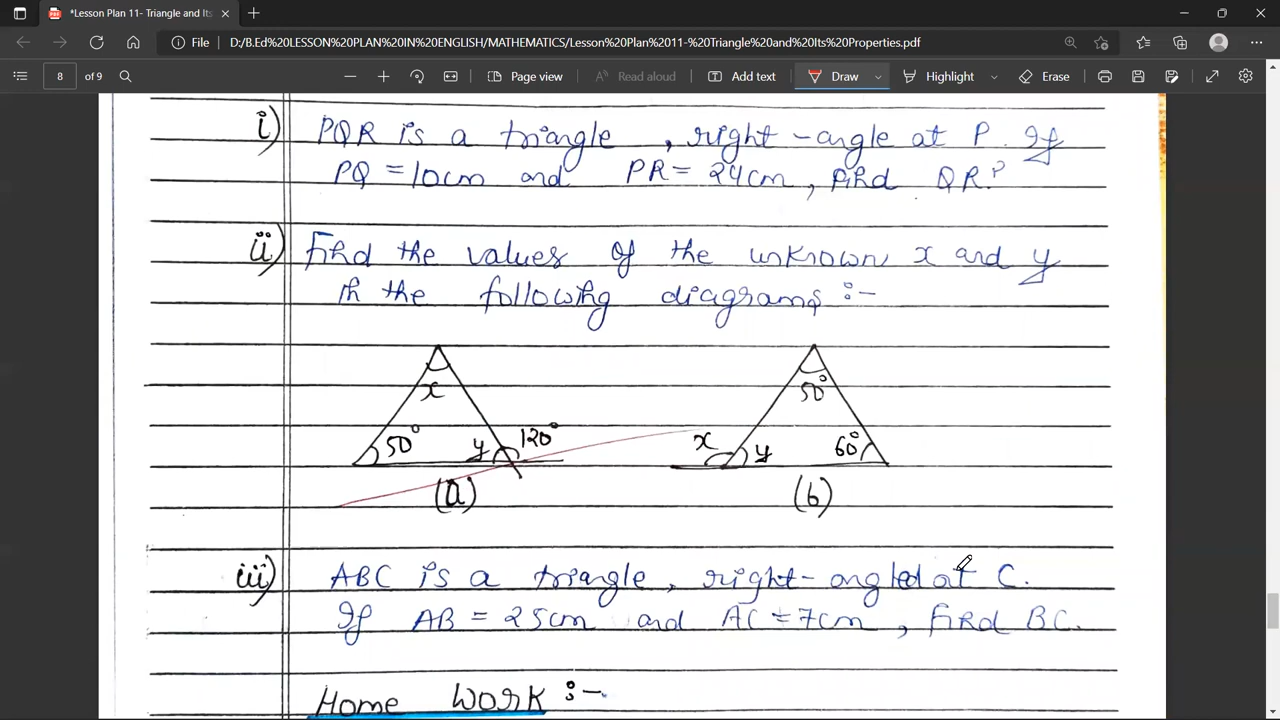 *Lesson Plan 11- Triangle and Its
File D:/B.Ed%20LESSON%20PLAN%20IN%20ENGLISH/MATHEMATICS/Lesson%20Plan%2011-%20Triangle%20and%20Its%20Properties.pdf
8 of 9 Page view Read aloud Add text Draw Highlight Erase
i) PQR is a triangle, right-angle at P. If
PQ = 10cm and PR = 24cm, find QR?
ii) Find the values of the unknown x and y
in the following diagrams :-
x 50°
50° y 120° x y 60°
(a) (b)
iii) ABC is a triangle, right-angled at C.
If AB = 25cm and AC = 7cm, find BC.
Home Work :-